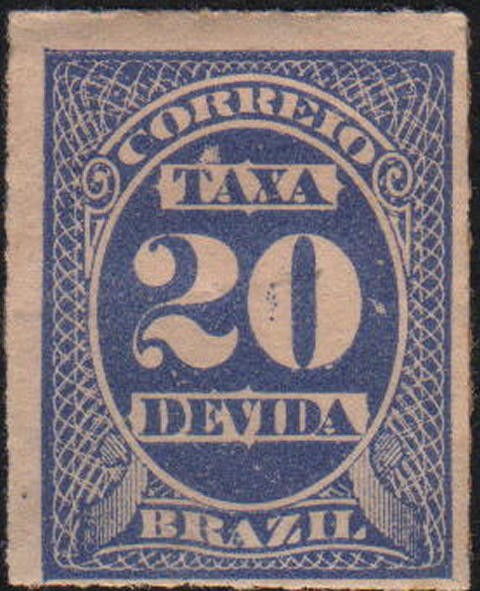 CORREIO
TAXA
20
DEVIDA
BRAZIL